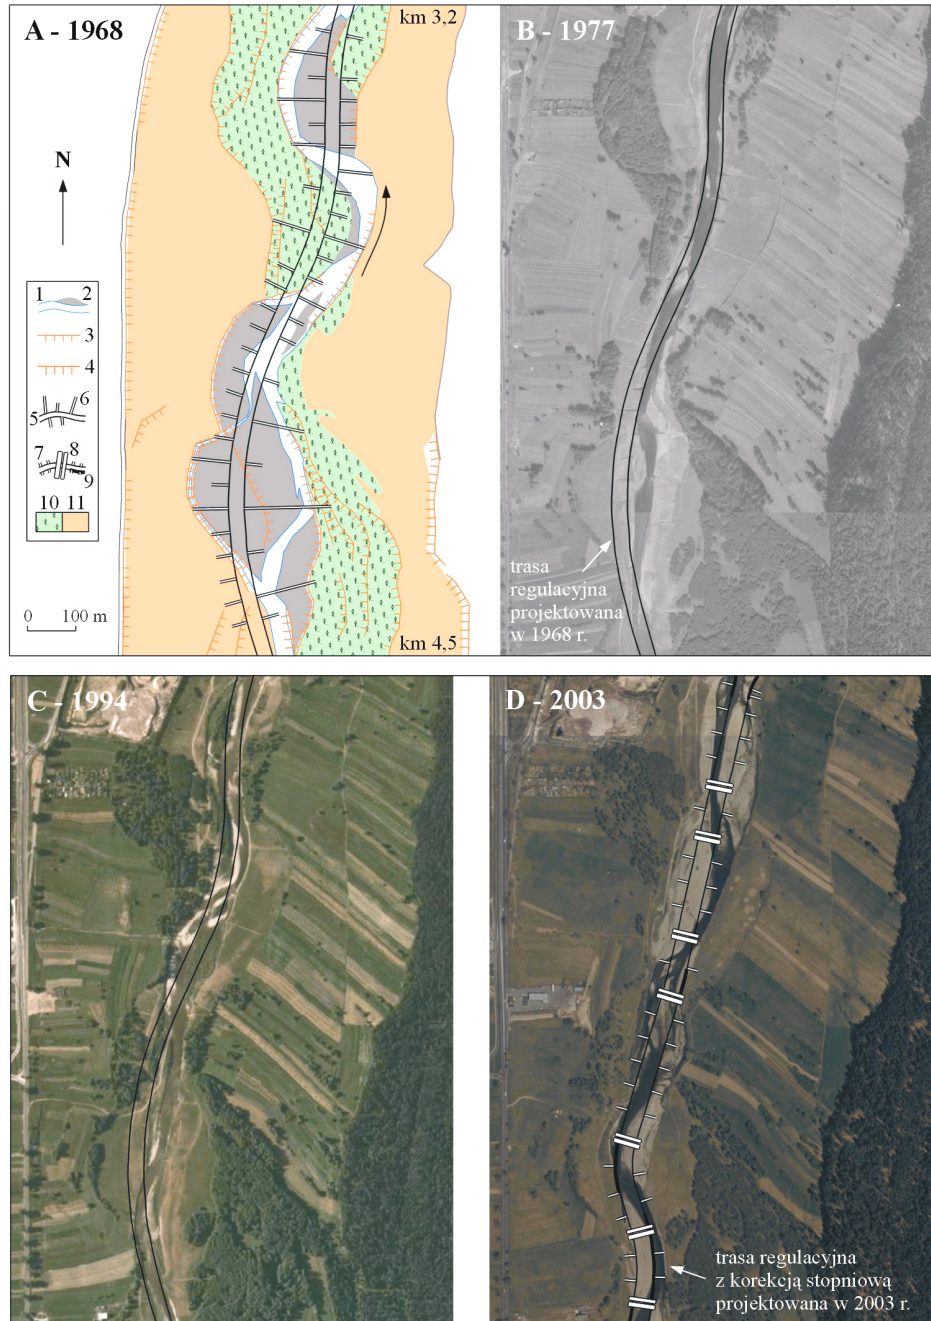 A - 1968
km 3,2
N
1
2
3
4
5
6
7
8
9
10
11
0
100 m
km 4,5
B - 1977
trasa
regulacyjna
projektowana
w 1968 r.
C - 1994
D - 2003
trasa regulacyjna
z korekcją stopniową
projektowana w 2003 r.